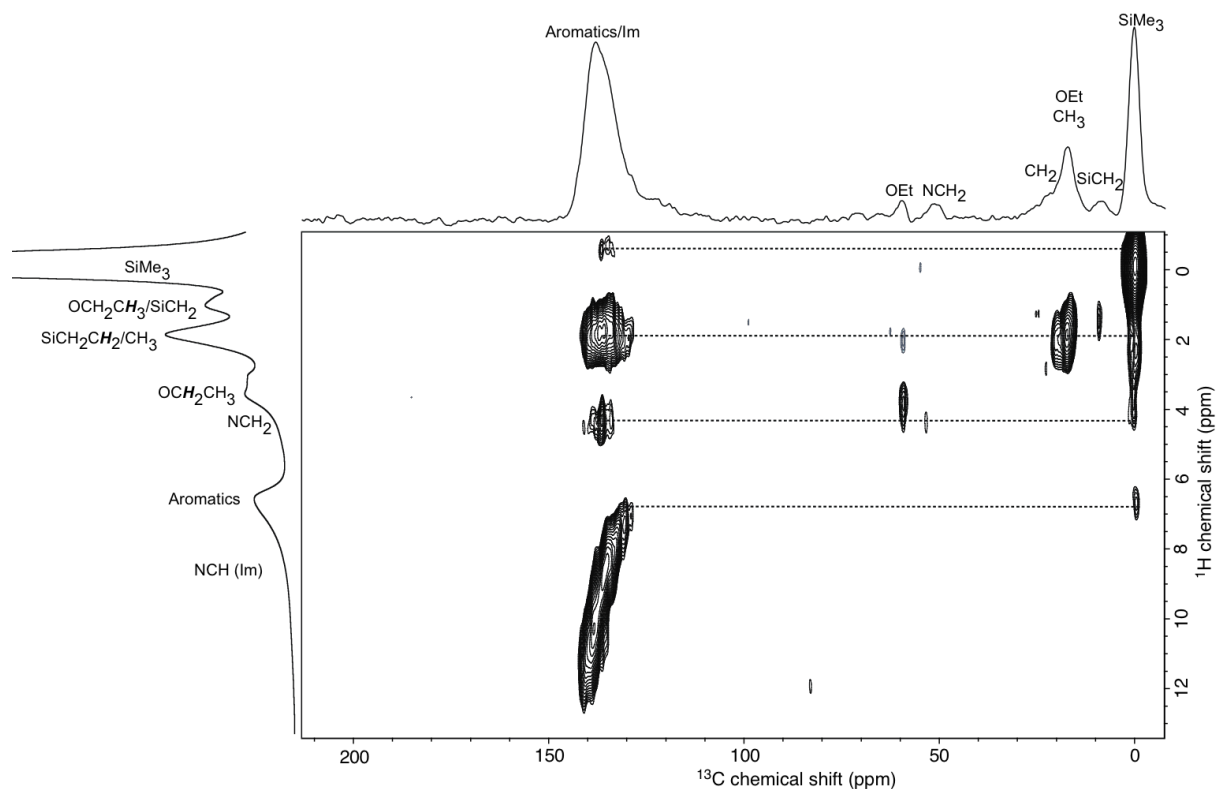 SiMe3
Aromatics/Im
OEt
CH3
CH2
SiCH2
OEt
NCH2
SiMe3
OCH2CH3/SiCH2
SiCH2CH2/CH3
OCH2CH3
NCH2
Aromatics
NCH (Im)
0
2
4
6
8
10
12
1H chemical shift (ppm)
200
150
100
50
0
13C chemical shift (ppm)